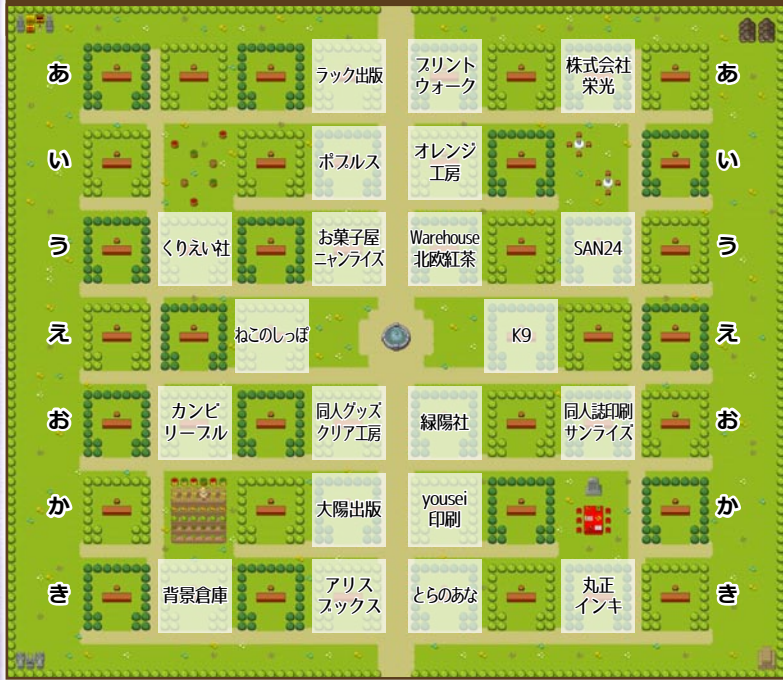 あ
ラック出版
プリント
ウォーク
株式会社
栄光
あ
い
ポプルス
オレンジ
工房
い
う
くりえい社
お菓子屋
ニャンライズ
Warehouse
北欧紅茶
SAN24
う
え
ねこのしっぽ
K9
え
お
カンビ
リーブル
同人グッズ
クリア工房
緑陽社
同人誌印刷
サンライズ
お
か
大陽出版
yousei
印刷
か
き
背景倉庫
アリス
ブックス
とらのあな
丸正
インキ
き